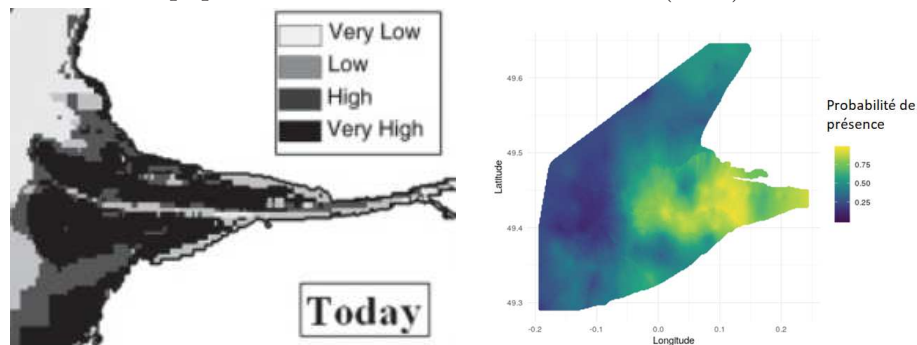 Very Low
Low
High
Very High
Today
49.6
49.5
49.4
49.3
Latitude
-0.2
-0.1
0.0
0.1
0.2
Longitude
Probabilité de
présence
0.75
0.50
0.25